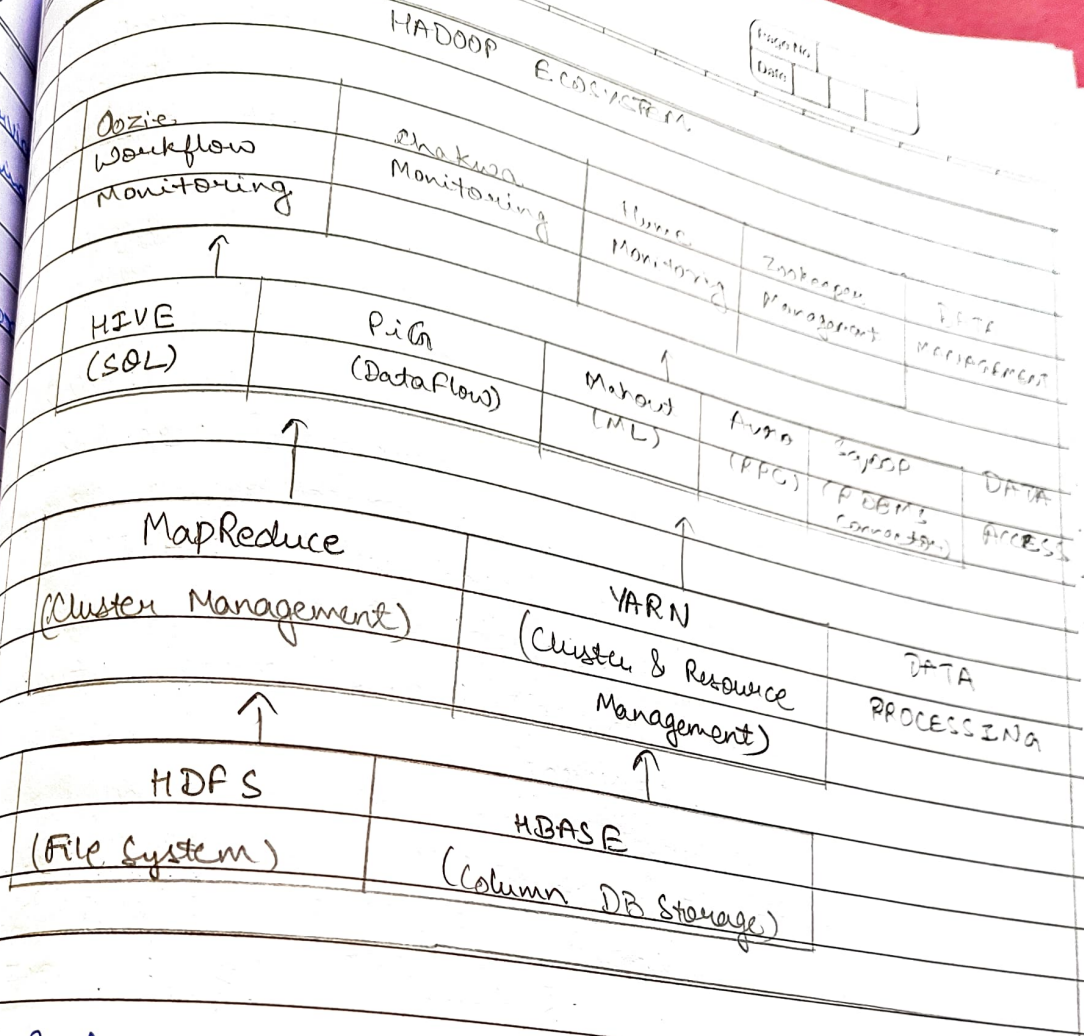 Page No
Date
HADOOP ECOSYSTEM
Oozie
Workflow
Monitoring
Chakwa
Monitoring
Flume
Monitoring
Zookeeper
Management
DATA
MANAGEMENT
HIVE
(SQL)
PiG
(DataFlow)
Mahout
(ML)
Avro
(RPC)
Sqoop
(RDBMS
Connector)
DATA
ACCESS
MapReduce
(Cluster Management)
YARN
(Cluster & Resource
Management)
DATA
PROCESSING
HDFS
(File System)
HBASE
(Column DB Storage)